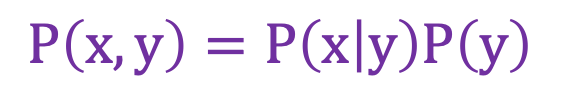 P(x, y) = P(x|y)P(y)